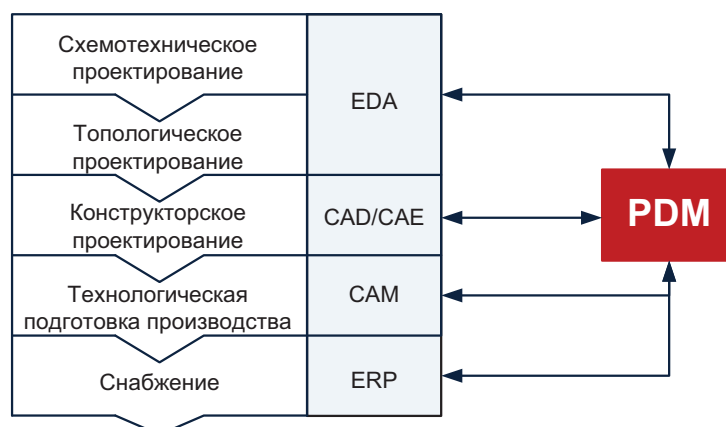 Схемотехническое
проектирование
EDA
Топологическое
проектирование
Конструкторское
проектирование
CAD/CAE
PDM
Технологическая
подготовка производства
CAM
Снабжение
ERP